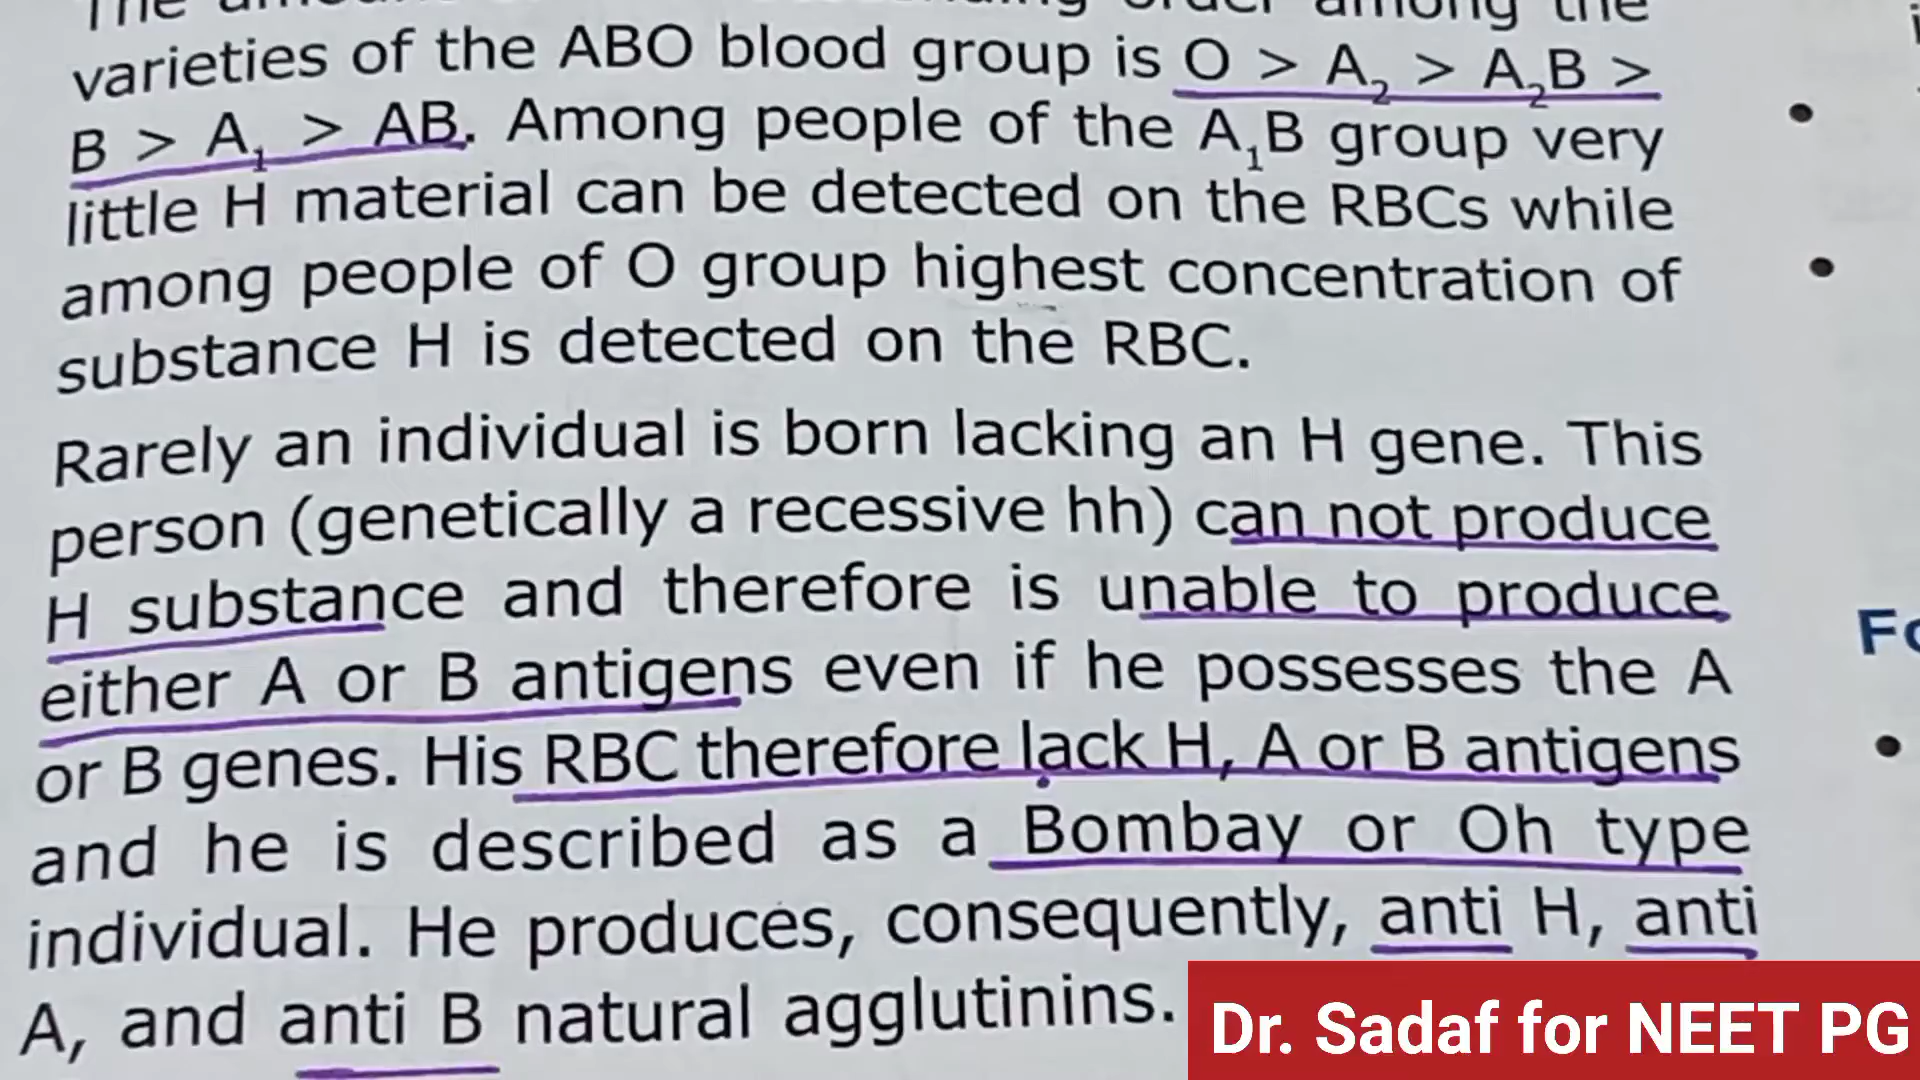 varieties of the ABO blood group is O > A₂ > A₂B >
B > A₁ > AB. Among people of the A₁B group very
little H material can be detected on the RBCs while
among people of O group highest concentration of
substance H is detected on the RBC.
Rarely an individual is born lacking an H gene. This
person (genetically a recessive hh) can not produce
H substance and therefore is unable to produce
either A or B antigens even if he possesses the A
or B genes. His RBC therefore lack H, A or B antigens
and he is described as a Bombay or Oh type
individual. He produces, consequently, anti H, anti
A, and anti B natural agglutinins.
Dr. Sadaf for NEET PG